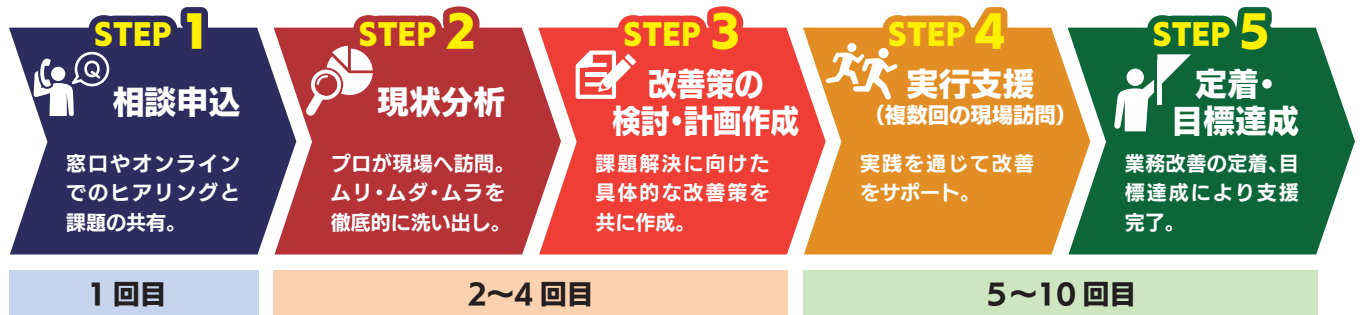 STEP 1
Q
相談申込
窓口やオンライン
でのヒアリングと
課題の共有。
STEP 2
現状分析
プロが現場へ訪問。
ムリ・ムダ・ムラを
徹底的に洗い出し。
STEP 3
改善策の
検討・計画作成
課題解決に向けた
具体的な改善策を
共に作成。
STEP 4
実行支援
(複数回の現場訪問)
実践を通じて改善
をサポート。
STEP 5
定着・
目標達成
業務改善の定着、目
標達成により支援
完了。
1 回目
2〜4 回目
5〜10 回目